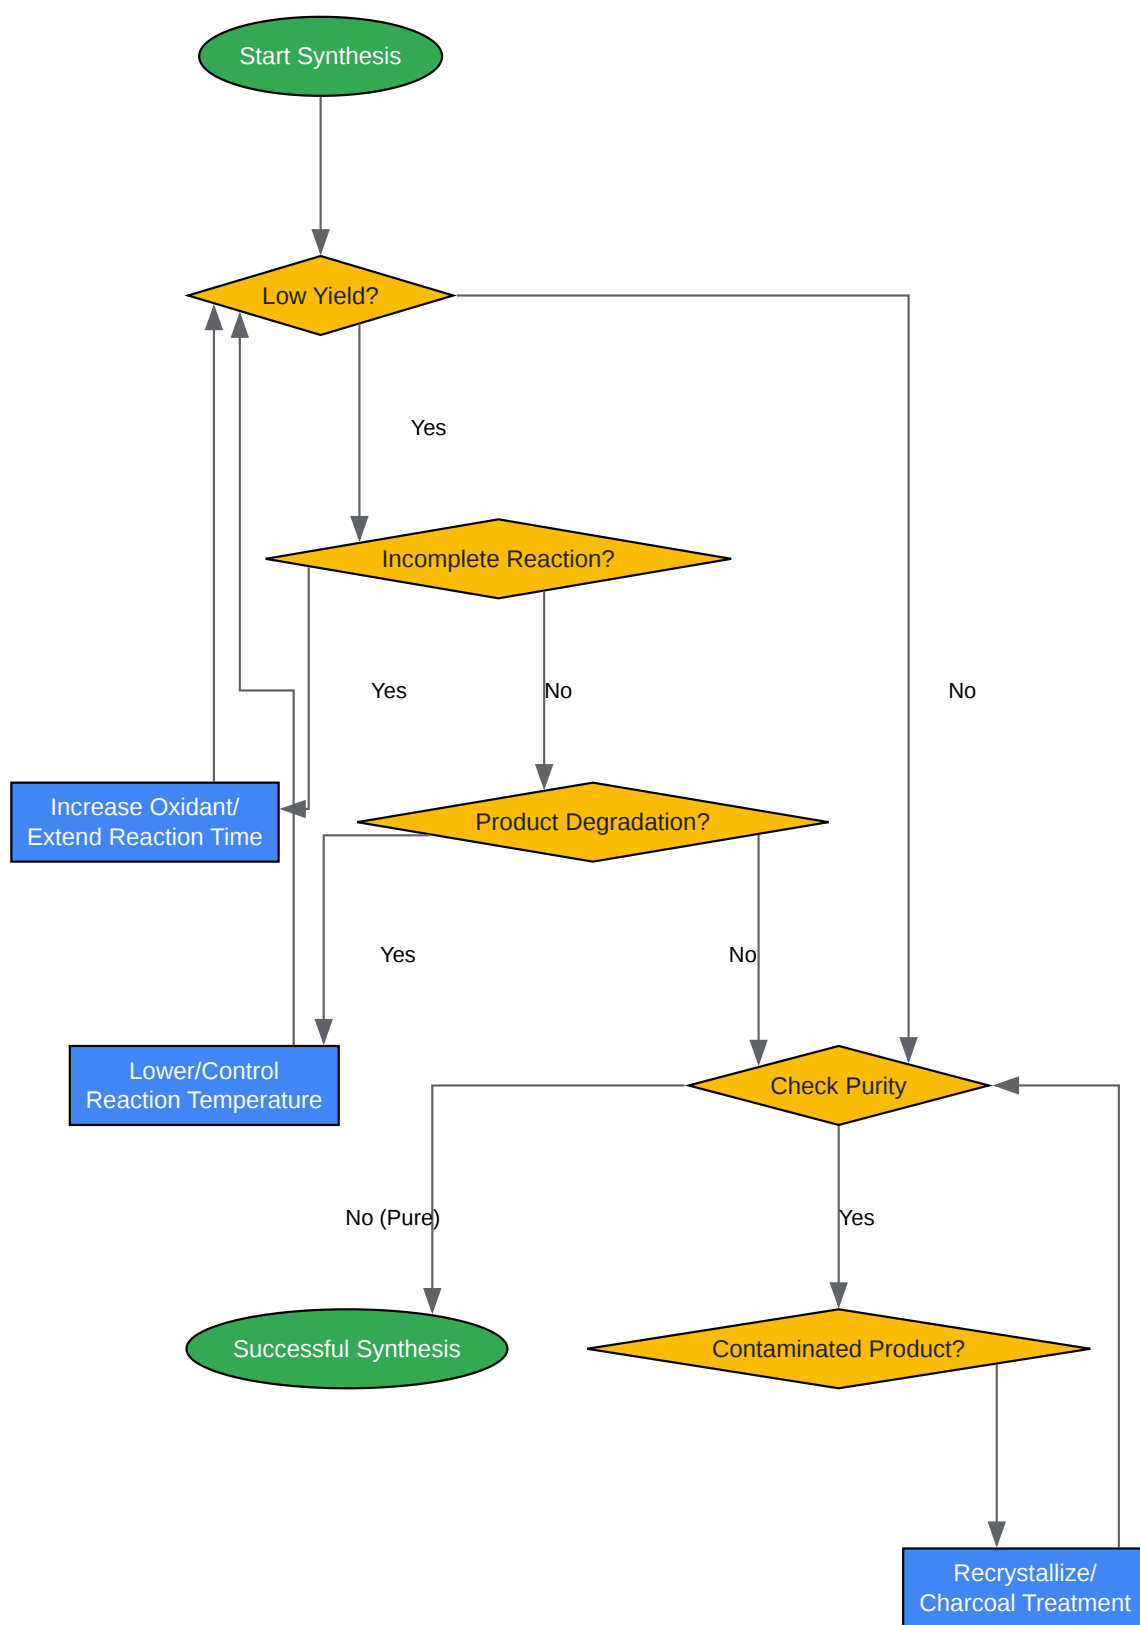 Start Synthesis
Low Yield?
Yes
Incomplete Reaction?
Yes
No
No
Increase Oxidant/
Extend Reaction Time
Product Degradation?
Yes
No
Lower/Control
Reaction Temperature
Check Purity
No (Pure)
Yes
Successful Synthesis
Contaminated Product?
Recrystallize/
Charcoal Treatment